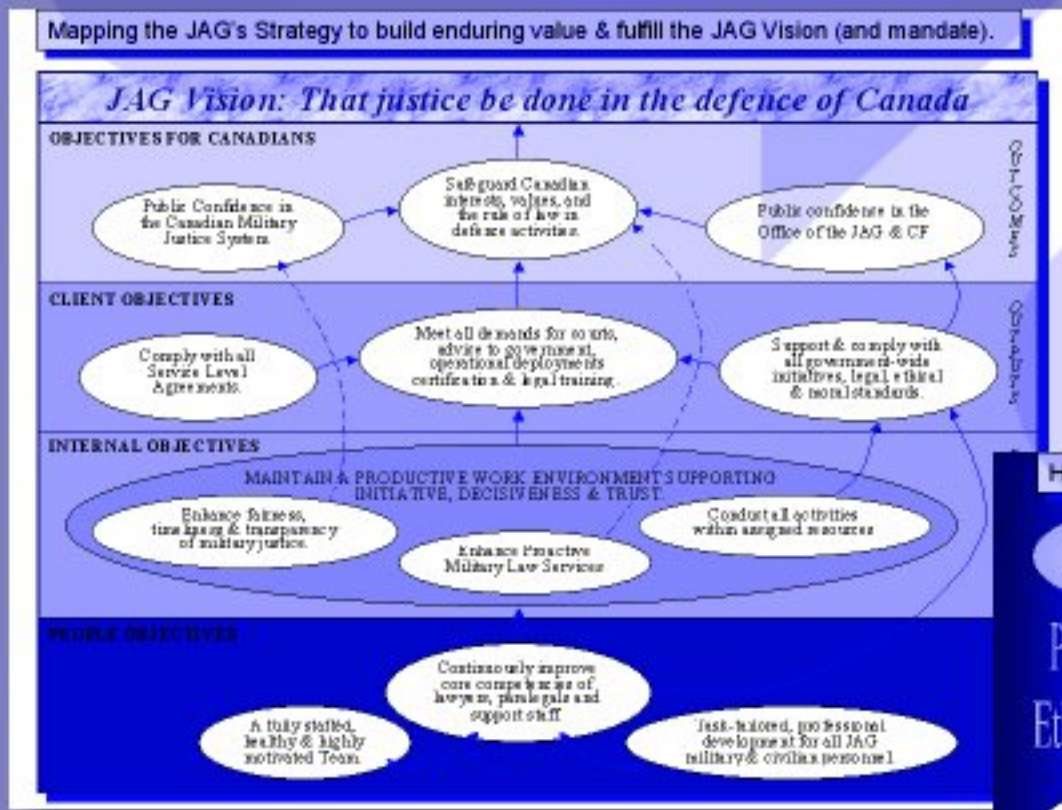 Mapping the JAG's Strategy to build enduring value & fulfill the JAG Vision (and mandate).
JAG Vision: That justice be done in the defence of Canada
OBJECTIVES FOR CANADIANS
OUTCOMES
Public Confidence in
the Canadian Military
Justice System
Safeguard Canadian
interests, values, and
the rule of law in
defence activities.
Public confidence in the
Office of the JAG & CF
CLIENT OBJECTIVES
OUTPUTS
Comply with all
Service Level
Agreements.
Meet all demands for courts,
advice to government,
operational deployments
certification & legal training.
Support & comply with
all government-wide
initiatives, legal, ethical
& moral standards.
INTERNAL OBJECTIVES
MAINTAIN A PRODUCTIVE WORK ENVIRONMENT SUPPORTING
INITIATIVE, DECISIVENESS & TRUST.
Enhance fairness,
timeliness & transparency
of military justice.
Enhance Proactive
Military Law Services
Conduct all activities
within assigned resources
PEOPLE OBJECTIVES
Continuously improve
core competencies of
lawyers, paralegals and
support staff
A fully staffed,
healthy & highly
motivated Team.
Task-tailored, professional
development for all JAG
military & civilian personnel
H
P
Et